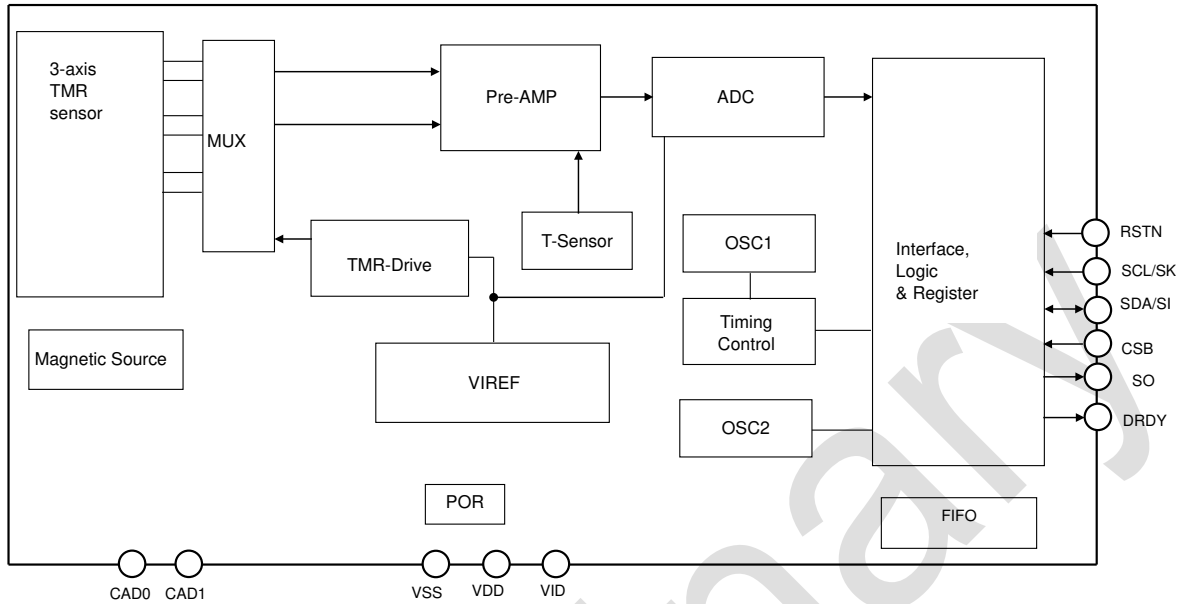 3-axis
TMR
sensor
MUX
Pre-AMP
ADC
T-Sensor
TMR-Drive
OSC1
Interface,
Logic
& Register
Timing
Control
Magnetic Source
VIREF
OSC2
POR
FIFO
RSTN
SCL/SK
SDA/SI
CSB
SO
DRDY
CAD0
CAD1
VSS
VDD
VID